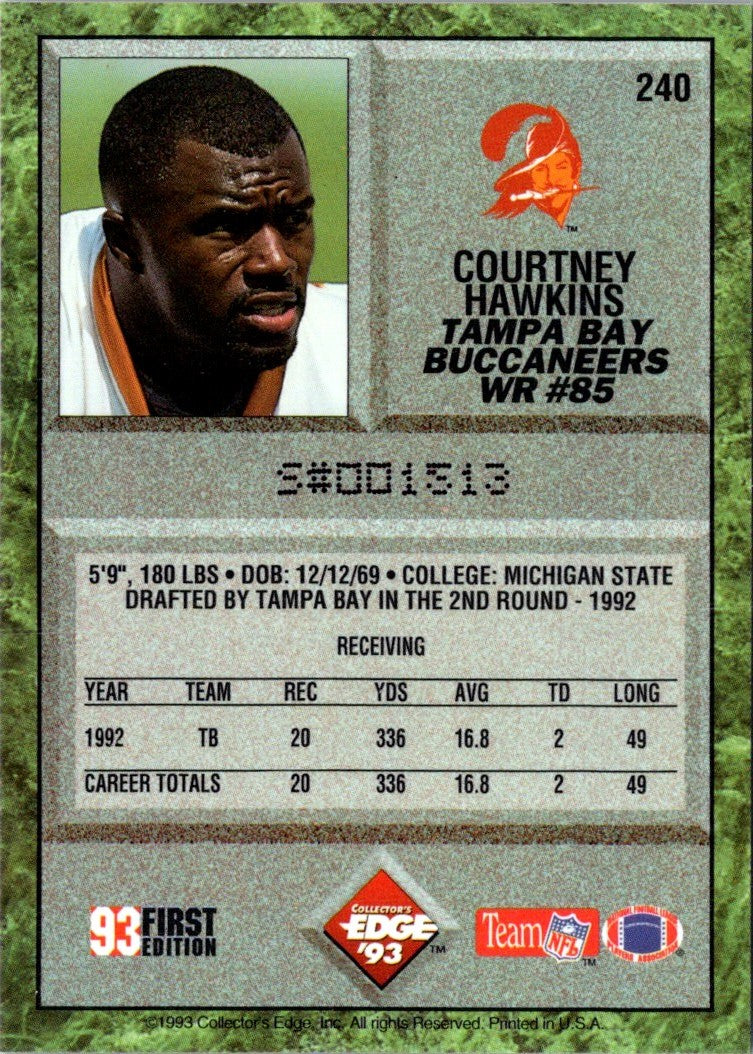 240
TM
COURTNEY
HAWKINS
TAMPA BAY
BUCCANEERS
WR #85
S#001513
5'9", 180 LBS • DOB: 12/12/69 • COLLEGE: MICHIGAN STATE
DRAFTED BY TAMPA BAY IN THE 2ND ROUND - 1992
RECEIVING
YEAR TEAM REC YDS AVG TD LONG
1992 TB 20 336 16.8 2 49
CAREER TOTALS 20 336 16.8 2 49
93 FIRST EDITION
COLLECTOR'S
EDGE
'93 TM
Team NFL TM
©1993 Collector's Edge, Inc. All rights Reserved. Printed in U.S.A.